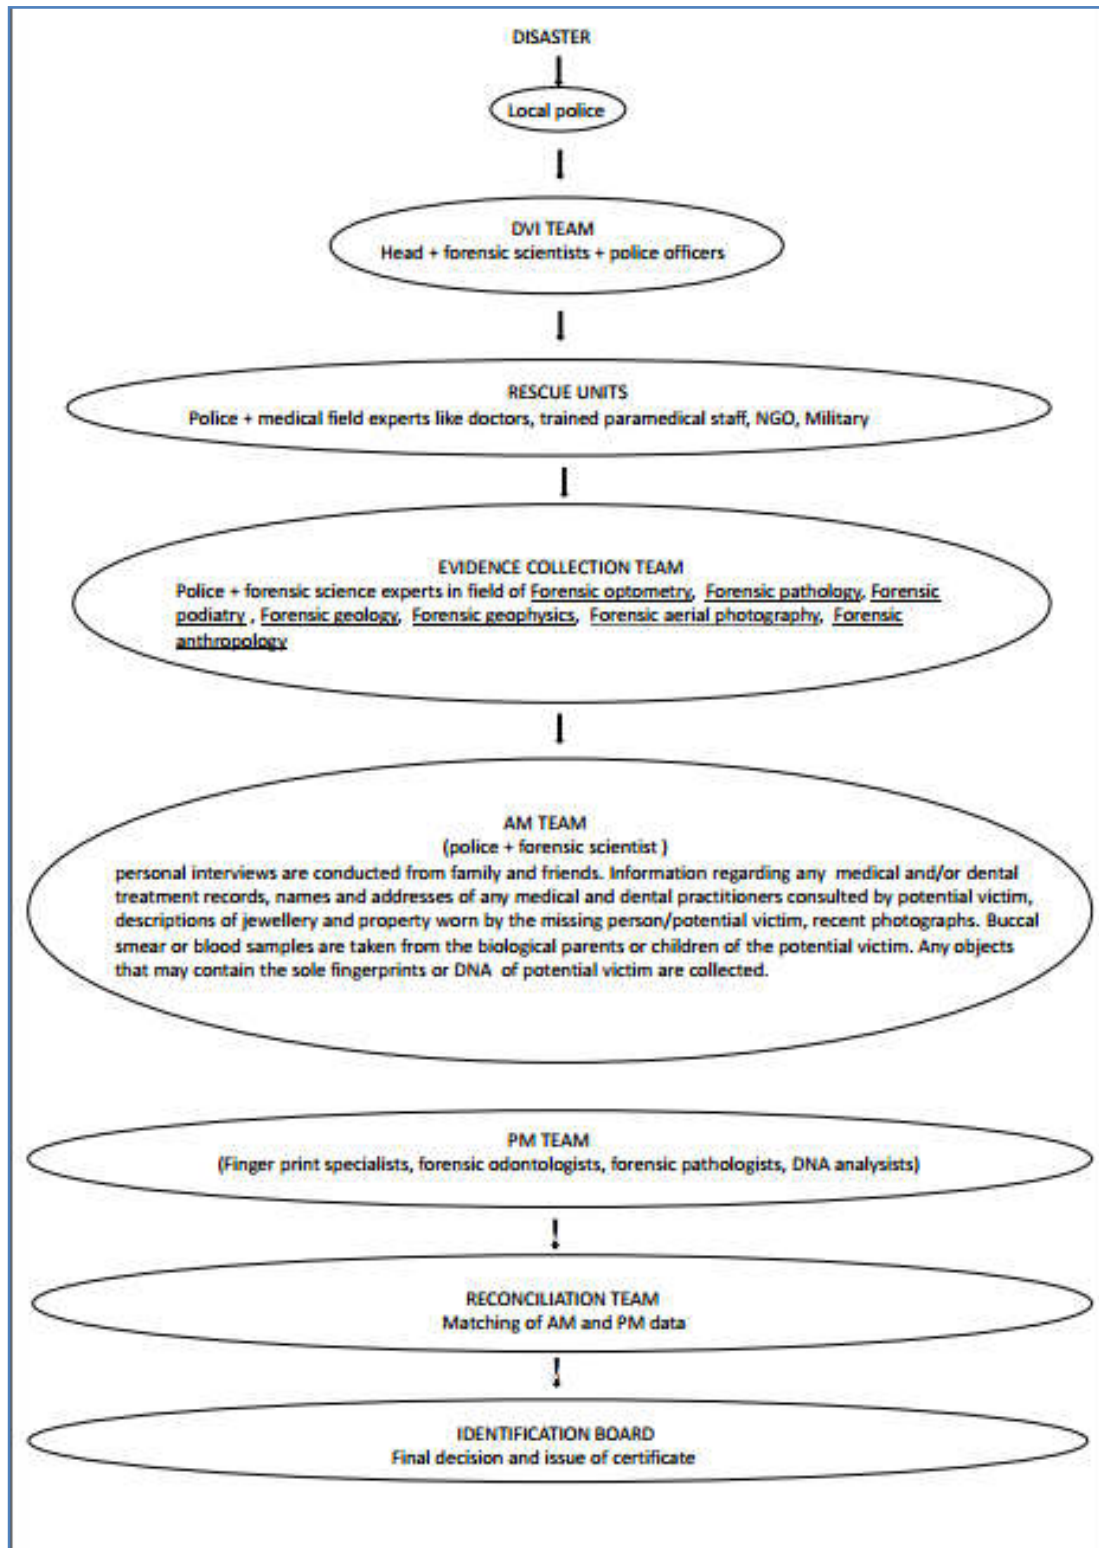 DISASTER
Local police
DVI TEAM
Head + forensic scientists + police officers
RESCUE UNITS
Police + medical field experts like doctors, trained paramedical staff, NGO, Military
EVIDENCE COLLECTION TEAM
Police + forensic science experts in field of Forensic optometry, Forensic pathology, Forensic
podiatry , Forensic geology, Forensic geophysics, Forensic aerial photography, Forensic
anthropology
AM TEAM
(police + forensic scientist )
personal interviews are conducted from family and friends. Information regarding any medical and/or dental
treatment records, names and addresses of any medical and dental practitioners consulted by potential victim,
descriptions of jewellery and property worn by the missing person/potential victim, recent photographs. Buccal
smear or blood samples are taken from the biological parents or children of the potential victim. Any objects
that may contain the sole fingerprints or DNA of potential victim are collected.
PM TEAM
(Finger print specialists, forensic odontologists, forensic pathologists, DNA analysists)
RECONCILIATION TEAM
Matching of AM and PM data
IDENTIFICATION BOARD
Final decision and issue of certificate